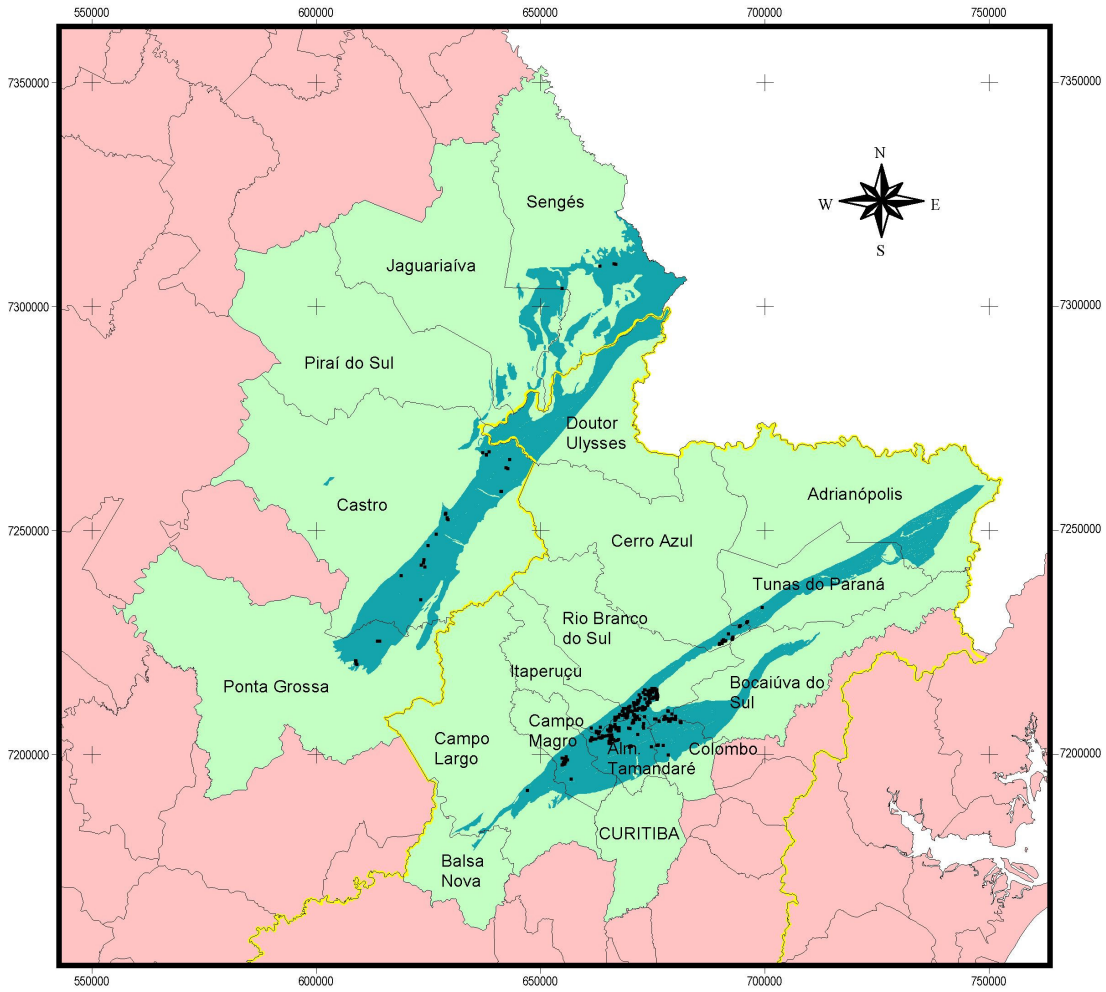 550000 600000 650000 700000 750000
7350000 7350000
N
W E
S
Sengés
Jaguariaíva
7300000 7300000
Piraí do Sul
Doutor
Ulysses
Castro
Adrianópolis
7250000 7250000
Cerro Azul
Tunas do Paraná
Rio Branco
do Sul
Itaperuçu
Ponta Grossa
Bocaiúva do
Sul
Campo
Magro
Campo
Largo
7200000 7200000
Alm.
Tamandaré
Colombo
CURITIBA
Balsa
Nova
550000 600000 650000 700000 750000